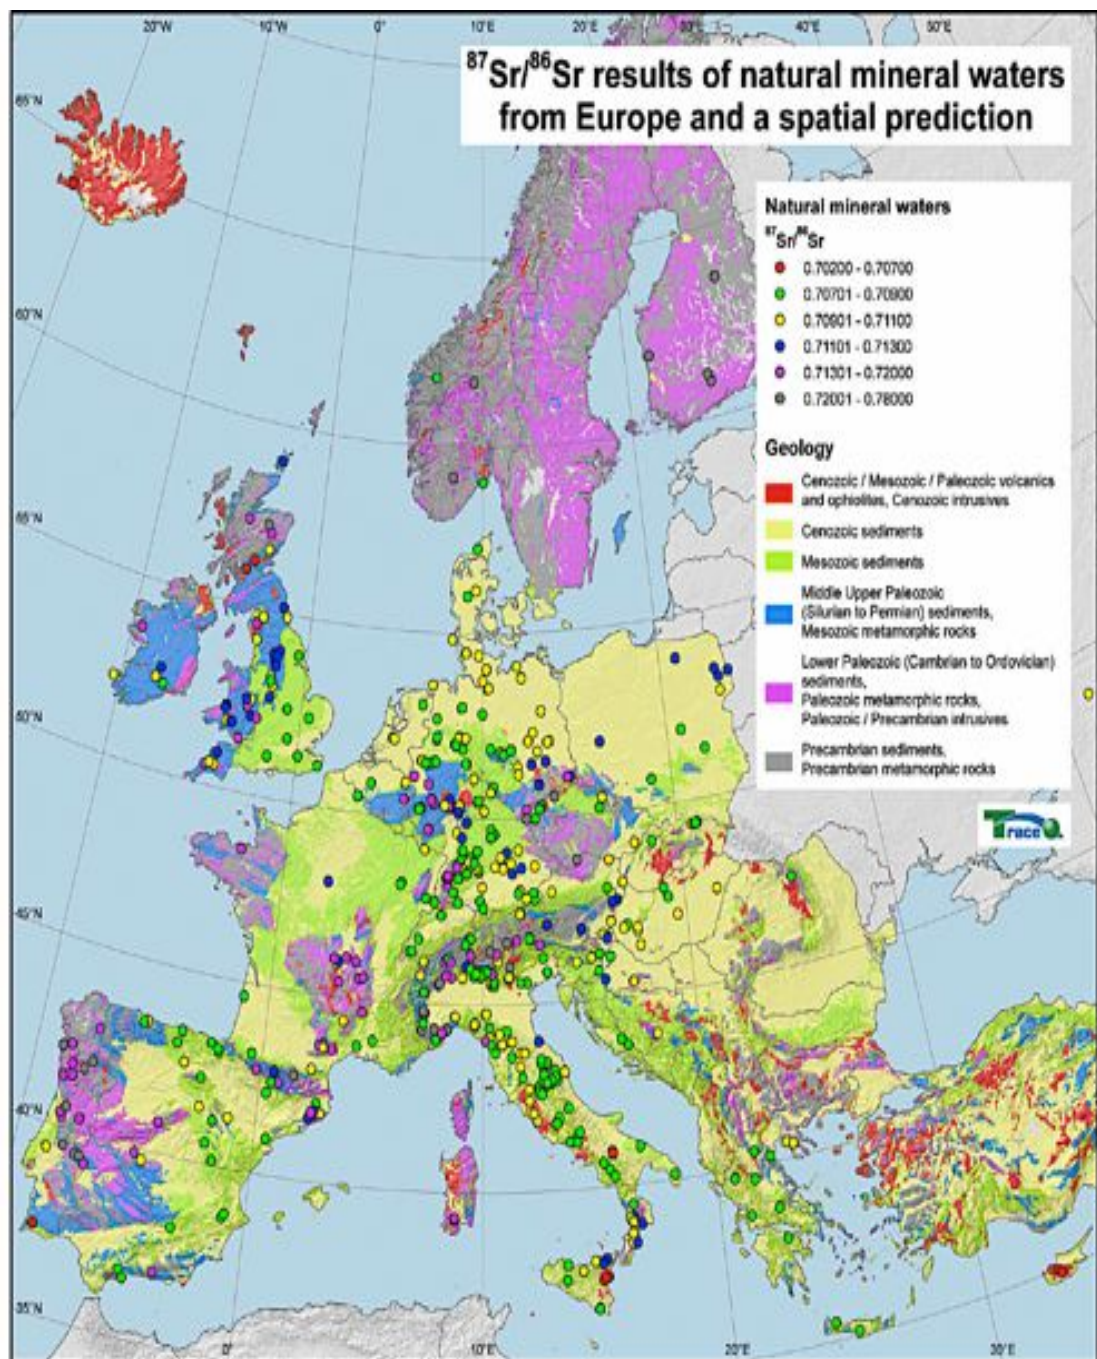 20°W 10°W 0° 10°E 20°E 30°E 40°E 50°E
⁸⁷Sr/⁸⁶Sr results of natural mineral waters
from Europe and a spatial prediction
65°N
Natural mineral waters
⁸⁷Sr/⁸⁶Sr
0.70200 - 0.70700
0.70701 - 0.70900
0.70901 - 0.71100
0.71101 - 0.71300
0.71301 - 0.72000
0.72001 - 0.78000
60°N
Geology
Cenozoic / Mesozoic / Paleozoic volcanics
and ophiolites, Cenozoic intrusives
Cenozoic sediments
Mesozoic sediments
55°N
Middle Upper Paleozoic
(Silurian to Permian) sediments,
Mesozoic metamorphic rocks
Lower Paleozoic (Cambrian to Ordovician)
sediments,
Paleozoic metamorphic rocks,
Paleozoic / Precambrian intrusives
50°N
Precambrian sediments,
Precambrian metamorphic rocks
Trace
45°N
40°N
35°N
0° 10°E 20°E 30°E